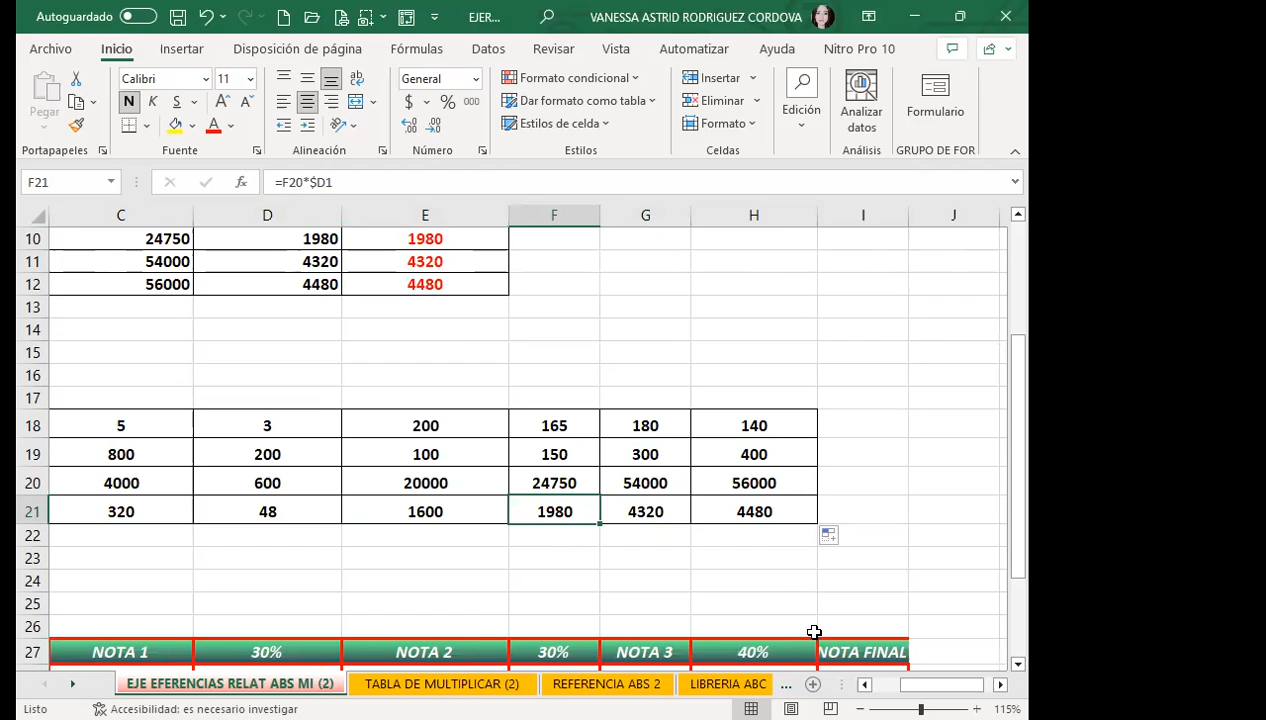 Autoguardado EJER... VANESSA ASTRID RODRIGUEZ CORDOVA
Archivo Inicio Insertar Disposición de página Fórmulas Datos Revisar Vista Automatizar Ayuda Nitro Pro 10
Pegar Calibri 11 General Formato condicional Insertar Edición Analizar datos Formulario
N K S A A $ % 000 Dar formato como tabla Eliminar
A Estilos de celda Formato
Portapapeles Fuente Alineación Número Estilos Celdas Análisis GRUPO DE FOR
F21 fx =F20*$D1
C D E F G H I J
10 24750 1980 1980
11 54000 4320 4320
12 56000 4480 4480
13
14
15
16
17
18 5 3 200 165 180 140
19 800 200 100 150 300 400
20 4000 600 20000 24750 54000 56000
21 320 48 1600 1980 4320 4480
22
23
24
25
26
27 NOTA 1 30% NOTA 2 30% NOTA 3 40% NOTA FINAL
EJE EFERENCIAS RELAT ABS MI (2) TABLA DE MULTIPLICAR (2) REFERENCIA ABS 2 LIBRERIA ABC ...
Listo Accesibilidad: es necesario investigar 115%